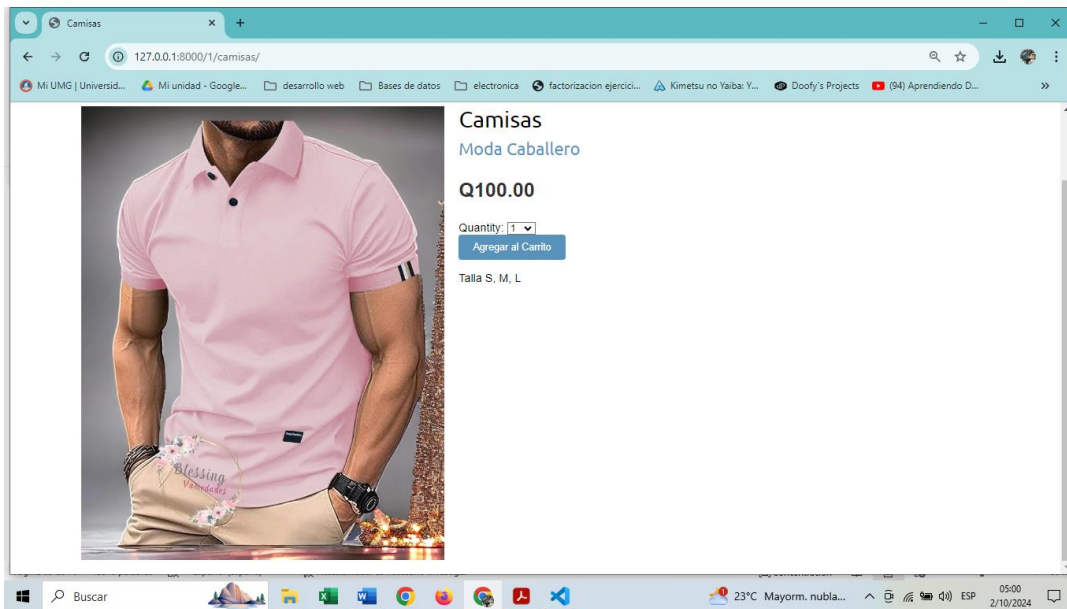 Camisas
127.0.0.1:8000/1/camisas/
Mi UMG | Universid... Mi unidad - Google... desarrollo web Bases de datos electronica factorizacion ejercici... Kimetsu no Yaiba: Y... Doofy's Projects (94) Aprendiendo D...
Camisas
Moda Caballero
Q100.00
Quantity: 1
Agregar al Carrito
Talla S, M, L
Blessing
Variedades
Buscar
23°C Mayorm. nubla... ESP
05:00
2/10/2024